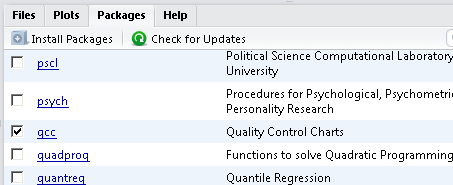 Files Plots Packages Help
Install Packages Check for Updates
pscl Political Science Computational Laboratory
University
psych Procedures for Psychological, Psychometric
Personality Research
qcc Quality Control Charts
quadprog Functions to solve Quadratic Programming
quantreg Quantile Regression